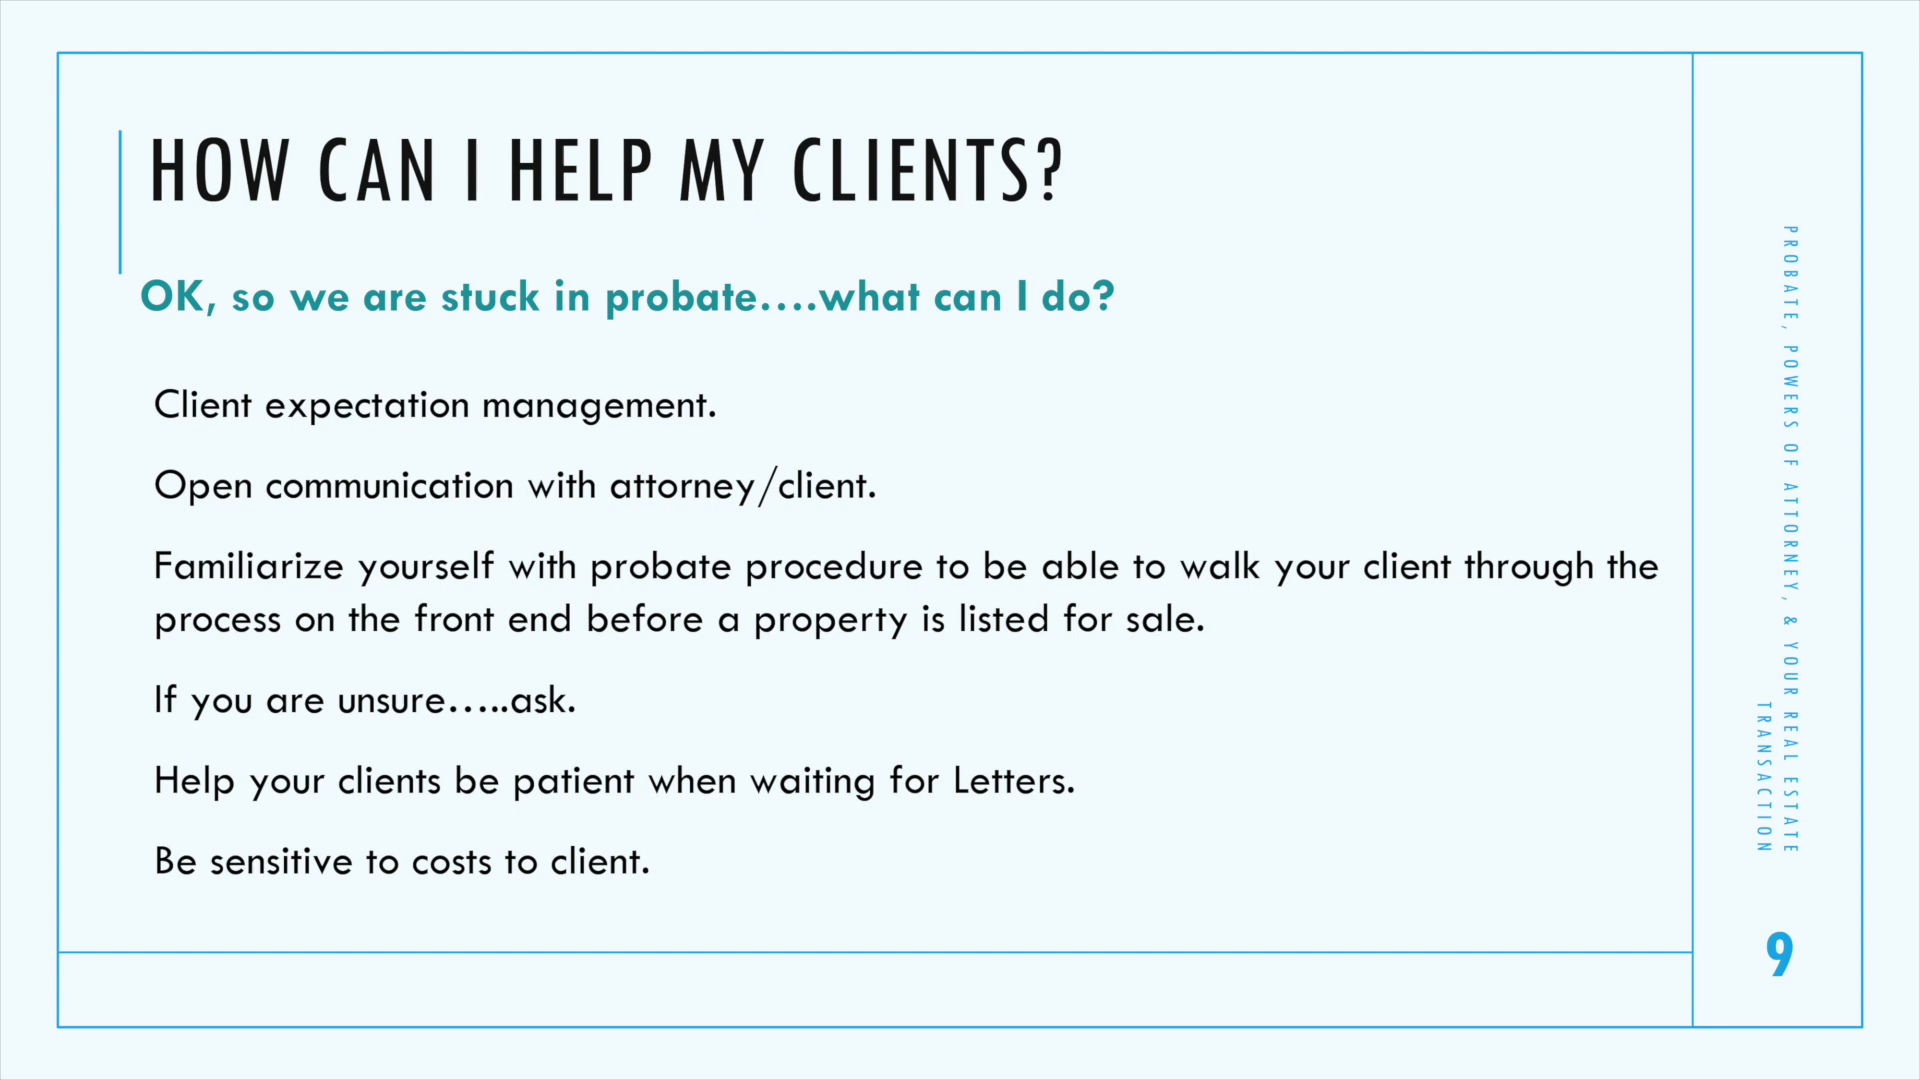 HOW CAN I HELP MY CLIENTS?
OK, so we are stuck in probate....what can I do?
Client expectation management.
Open communication with attorney/client.
Familiarize yourself with probate procedure to be able to walk your client through the
process on the front end before a property is listed for sale.
If you are unsure.....ask.
Help your clients be patient when waiting for Letters.
Be sensitive to costs to client.
PROBATE, POWERS OF ATTORNEY, & YOUR REAL ESTATE
TRANSACTION
9